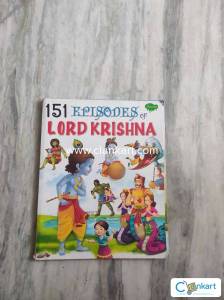 151 EPISODES OF
LORD KRISHNA
www.clankart.com
Clankart